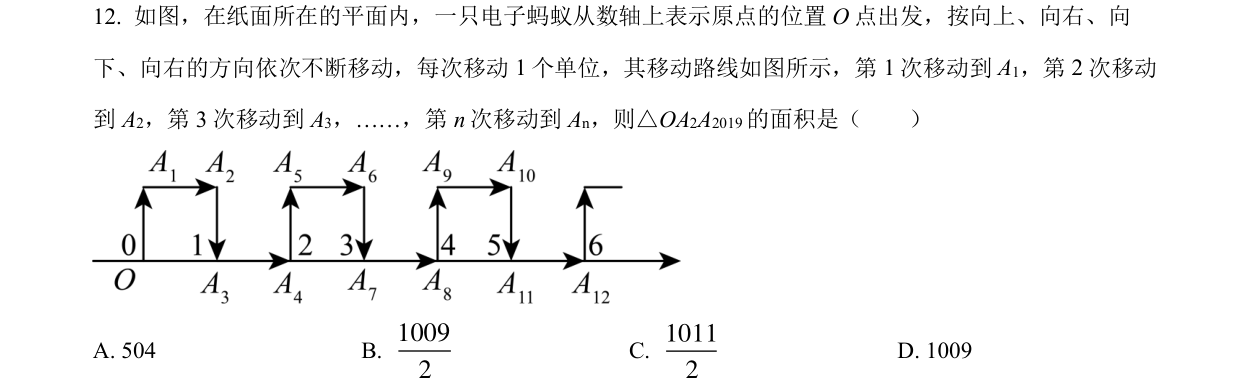 12. 如图，在纸面所在的平面内，一只电子蚂蚁从数轴上表示原点的位置 O 点出发，按向上、向右、向
下、向右的方向依次不断移动，每次移动 1 个单位，其移动路线如图所示，第 1 次移动到 A₁，第 2 次移动
到 A₂，第 3 次移动到 A₃，……，第 n 次移动到 Aₙ，则△OA₂A₂₀₁₉ 的面积是（　　）
A₁ A₂ A₅ A₆ A₉ A₁₀
0 1 2 3 4 5 6
O A₃ A₄ A₇ A₈ A₁₁ A₁₂
A. 504 B. 1009/2 C. 1011/2 D. 1009